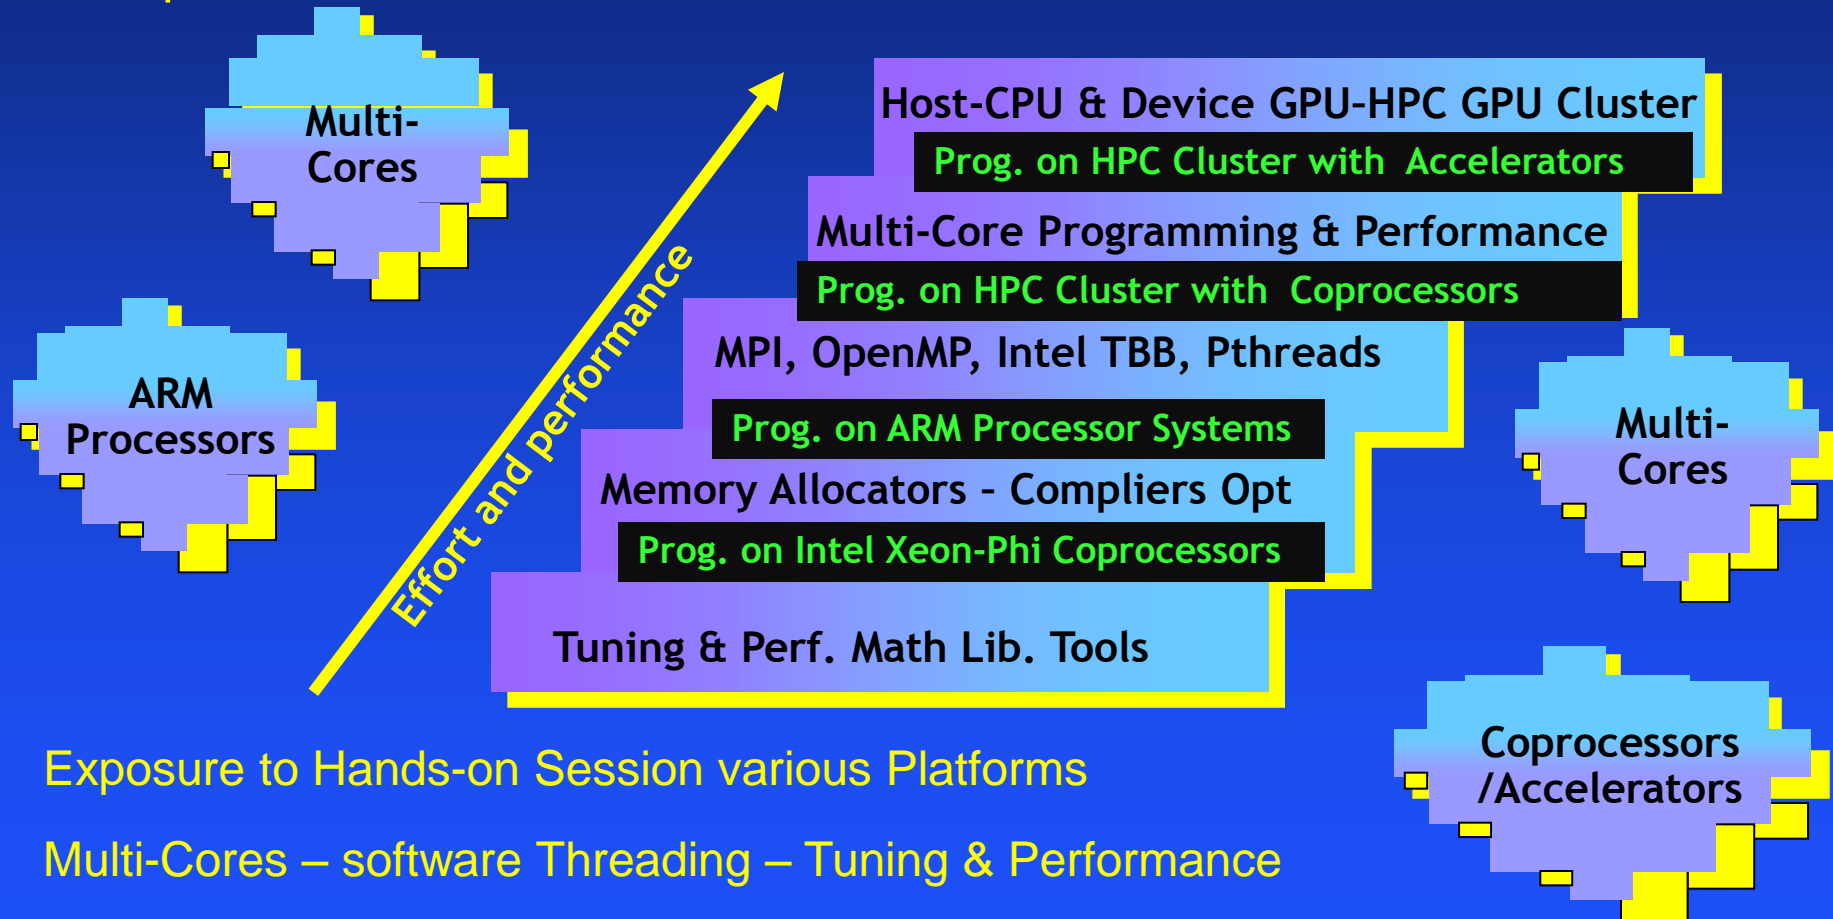 Multi-
Cores
Host-CPU & Device GPU-HPC GPU Cluster
Prog. on HPC Cluster with Accelerators
Multi-Core Programming & Performance
Prog. on HPC Cluster with Coprocessors
MPI, OpenMP, Intel TBB, Pthreads
Prog. on ARM Processor Systems
Memory Allocators - Compliers Opt
Prog. on Intel Xeon-Phi Coprocessors
Tuning & Perf. Math Lib. Tools
Effort and performance
ARM
Processors
Multi-
Cores
Coprocessors
/Accelerators
Exposure to Hands-on Session various Platforms
Multi-Cores – software Threading – Tuning & Performance